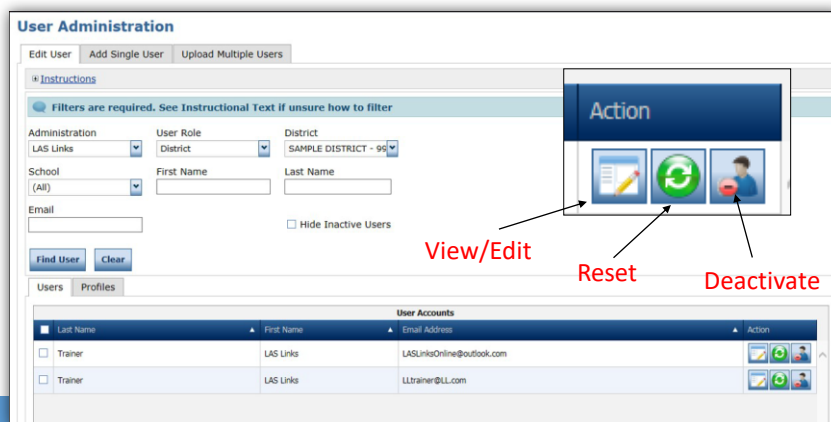 User Administration
Edit User Add Single User Upload Multiple Users
Instructions
Filters are required. See Instructional Text if unsure how to filter
Action
Administration User Role District
LAS Links District SAMPLE DISTRICT - 99
School First Name Last Name
(All)
Email
Hide Inactive Users
View/Edit
Reset
Deactivate
Find User Clear
Users Profiles
User Accounts
Last Name First Name Email Address Action
Trainer LAS Links LASLinksOnline@outlook.com
Trainer LAS Links LLtrainer@LL.com